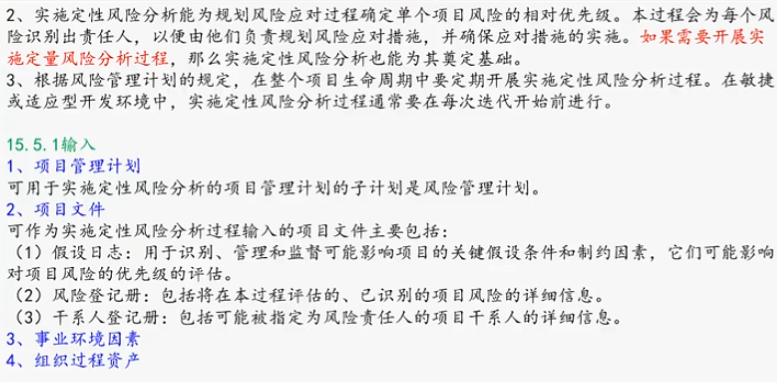 2、实施定性风险分析能为规划风险应对过程确定单个项目风险的相对优先级。本过程会为每个风
险识别出责任人，以便由他们负责规划风险应对措施，并确保应对措施的实施。如果需要开展实
施定量风险分析过程，那么实施定性风险分析也能为其奠定基础。
3、根据风险管理计划的规定，在整个项目生命周期中要定期开展实施定性风险分析过程。在敏捷
或适应型开发环境中，实施定性风险分析过程通常要在每次迭代开始前进行。
15.5.1输入
1、项目管理计划
可用于实施定性风险分析的项目管理计划的子计划是风险管理计划。
2、项目文件
可作为实施定性风险分析过程输入的项目文件主要包括：
（1）假设日志：用于识别、管理和监督可能影响项目的关键假设条件和制约因素，它们可能影响
对项目风险的优先级的评估。
（2）风险登记册：包括将在本过程评估的、已识别的项目风险的详细信息。
（3）干系人登记册：包括可能被指定为风险责任人的项目干系人的详细信息。
3、事业环境因素
4、组织过程资产